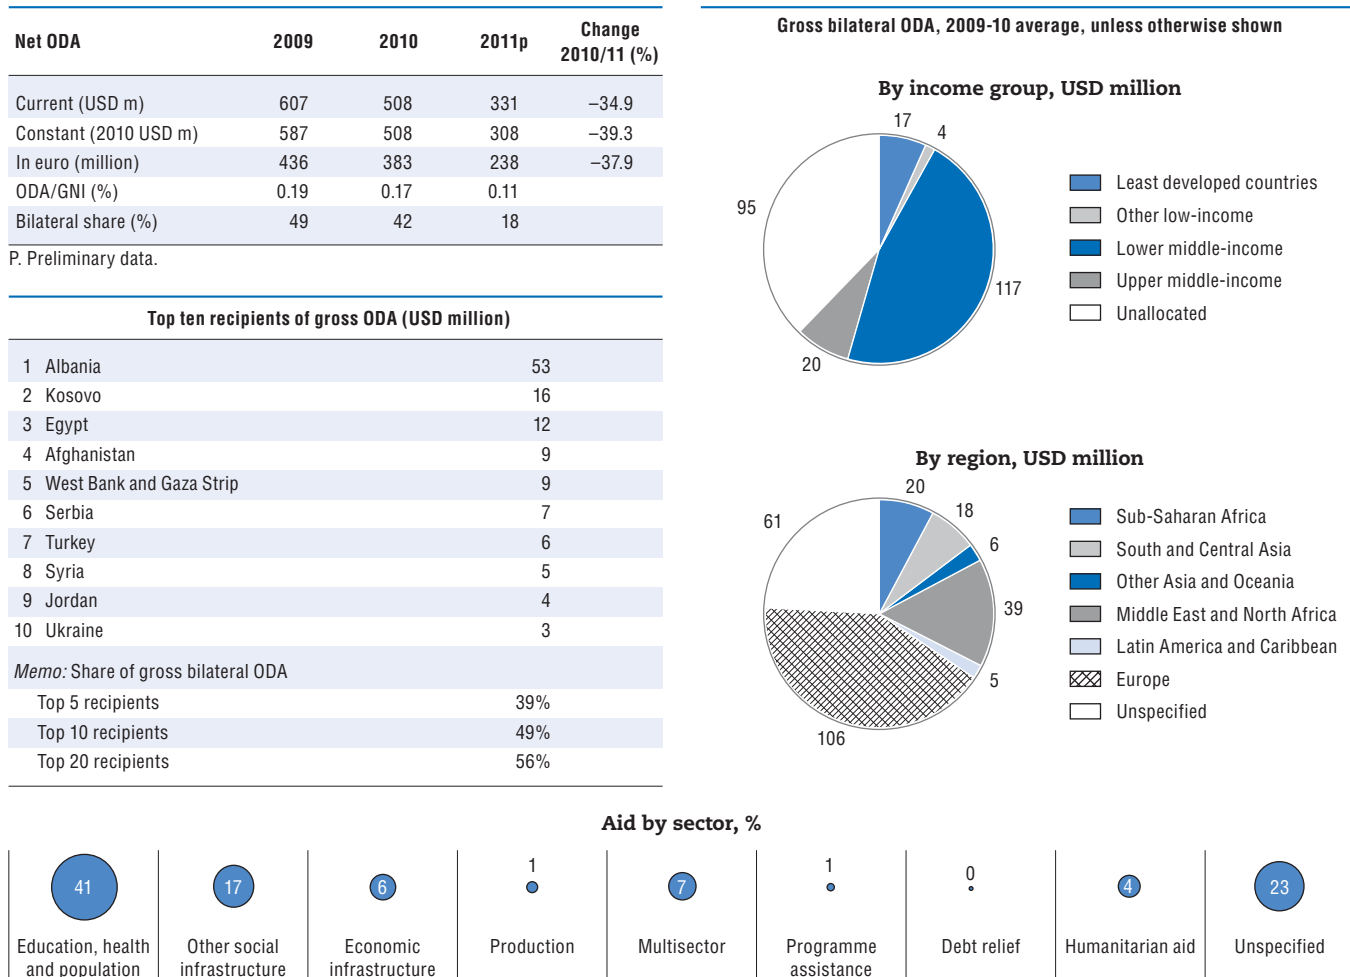 Net ODA 2009 2010 2011p Change 2010/11 (%)
Current (USD m) 607 508 331 –34.9
Constant (2010 USD m) 587 508 308 –39.3
In euro (million) 436 383 238 –37.9
ODA/GNI (%) 0.19 0.17 0.11
Bilateral share (%) 49 42 18
P. Preliminary data.
Top ten recipients of gross ODA (USD million)
1 Albania 53
2 Kosovo 16
3 Egypt 12
4 Afghanistan 9
5 West Bank and Gaza Strip 9
6 Serbia 7
7 Turkey 6
8 Syria 5
9 Jordan 4
10 Ukraine 3
Memo: Share of gross bilateral ODA
Top 5 recipients 39%
Top 10 recipients 49%
Top 20 recipients 56%
Gross bilateral ODA, 2009-10 average, unless otherwise shown
By income group, USD million
17
4
95
117
20
Least developed countries
Other low-income
Lower middle-income
Upper middle-income
Unallocated
By region, USD million
20
18
61
6
39
5
106
Sub-Saharan Africa
South and Central Asia
Other Asia and Oceania
Middle East and North Africa
Latin America and Caribbean
Europe
Unspecified
Aid by sector, %
41 17 6 1 7 1 0 4 23
Education, health and population
Other social infrastructure
Economic infrastructure
Production
Multisector
Programme assistance
Debt relief
Humanitarian aid
Unspecified